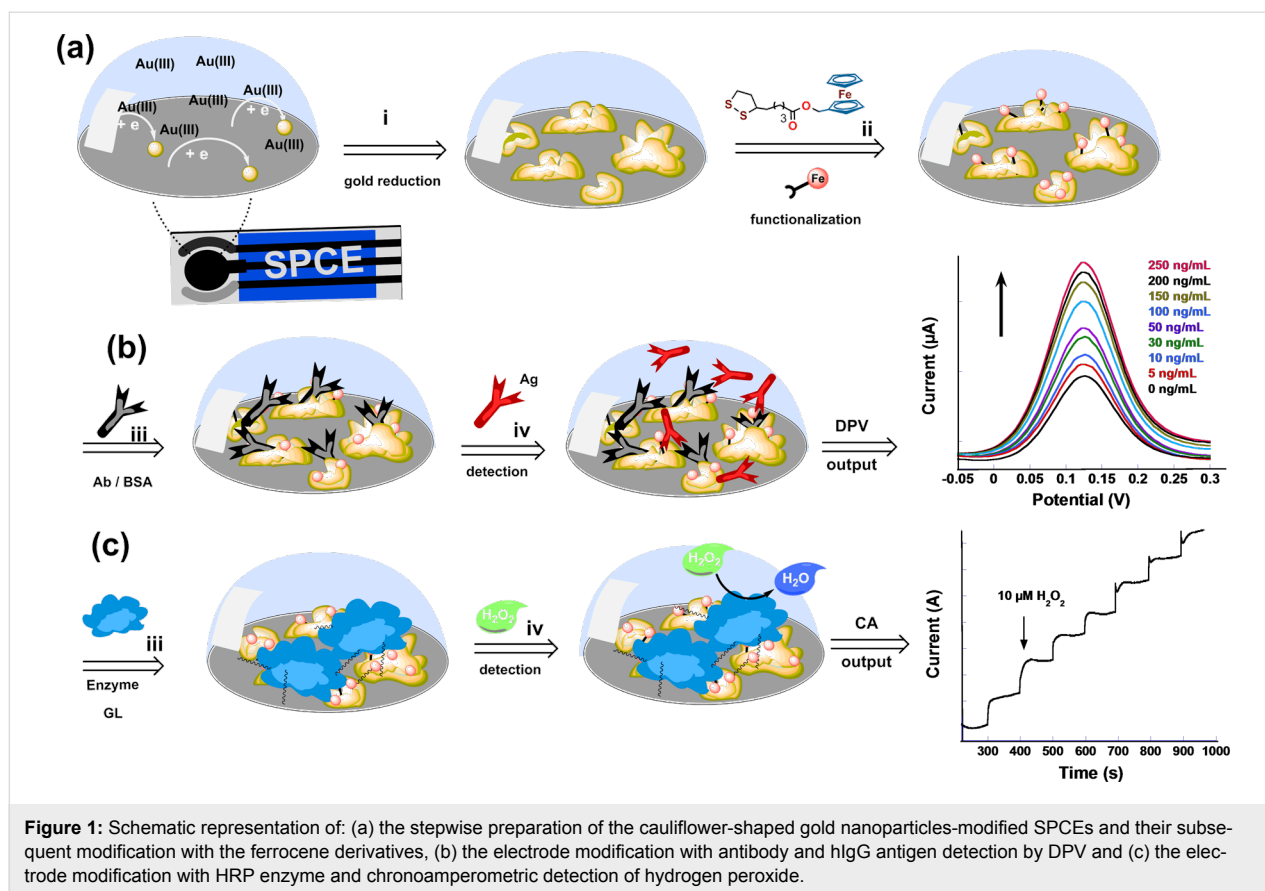 (a)
Au(III)
Au(III)
Au(III)
Au(III)
Au(III)
Au(III)
Au(III)
+ e
+ e
+ e
i
gold reduction
S
S
3
O
O
Fe
ii
Fe
functionalization
SPCE
(b)
iii
Ab / BSA
Ag
iv
detection
DPV
output
Current (µA)
250 ng/mL
200 ng/mL
150 ng/mL
100 ng/mL
50 ng/mL
30 ng/mL
10 ng/mL
5 ng/mL
0 ng/mL
-0.05 0 0.05 0.1 0.15 0.2 0.25 0.3
Potential (V)
(c)
iii
Enzyme
GL
H2O2
iv
detection
H2O2
H2O
CA
output
Current (A)
10 µM H2O2
300 400 500 600 700 800 900 1000
Time (s)
Figure 1: Schematic representation of: (a) the stepwise preparation of the cauliflower-shaped gold nanoparticles-modified SPCEs and their subse-
quent modification with the ferrocene derivatives, (b) the electrode modification with antibody and hIgG antigen detection by DPV and (c) the elec-
trode modification with HRP enzyme and chronoamperometric detection of hydrogen peroxide.